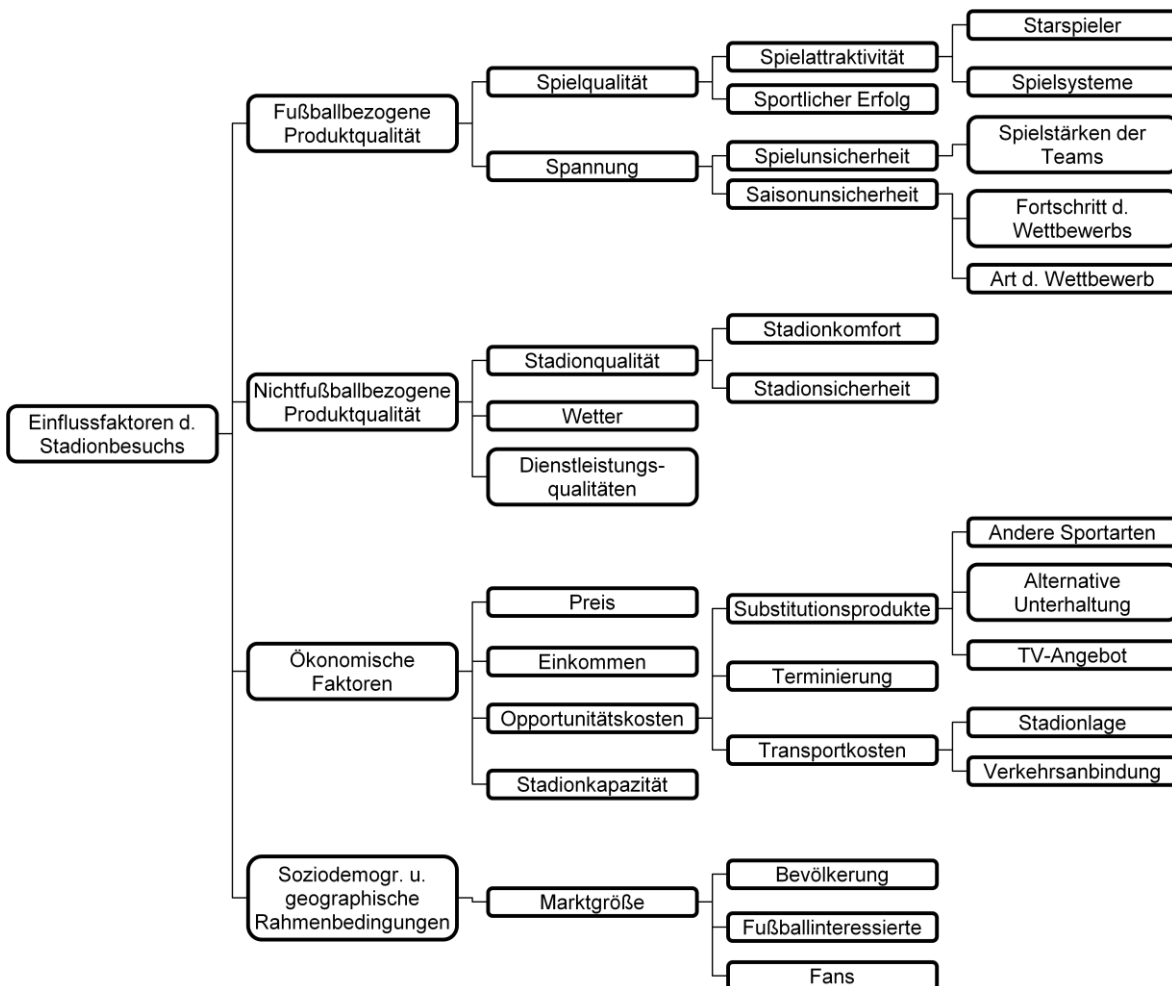 Einflussfaktoren d.
Stadionbesuchs
Fußballbezogene
Produktqualität
Spielqualität
Spielattraktivität
Starspieler
Spielsysteme
Sportlicher Erfolg
Spannung
Spielunsicherheit
Spielstärken der
Teams
Saisonunsicherheit
Fortschritt d.
Wettbewerbs
Art d. Wettbewerb
Nichtfußballbezogene
Produktqualität
Stadionqualität
Stadionkomfort
Stadionsicherheit
Wetter
Dienstleistungs-
qualitäten
Ökonomische
Faktoren
Preis
Einkommen
Opportunitätskosten
Substitutionsprodukte
Andere Sportarten
Alternative
Unterhaltung
TV-Angebot
Terminierung
Transportkosten
Stadionlage
Verkehrsanbindung
Stadionkapazität
Soziodemogr. u.
geographische
Rahmenbedingungen
Marktgröße
Bevölkerung
Fußballinteressierte
Fans